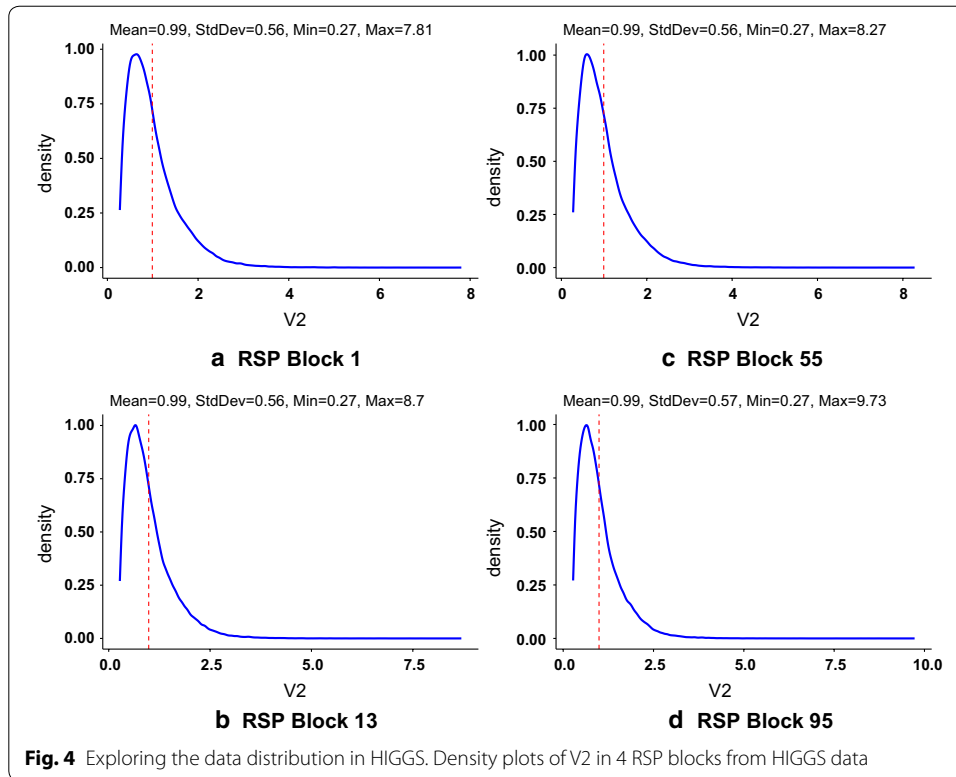 Mean=0.99, StdDev=0.56, Min=0.27, Max=7.81
1.00
0.75
0.50
0.25
0.00
density
0 2 4 6 8
V2
a RSP Block 1
Mean=0.99, StdDev=0.56, Min=0.27, Max=8.27
1.00
0.75
0.50
0.25
0.00
density
0 2 4 6 8
V2
c RSP Block 55
Mean=0.99, StdDev=0.56, Min=0.27, Max=8.7
1.00
0.75
0.50
0.25
0.00
density
0.0 2.5 5.0 7.5
V2
b RSP Block 13
Mean=0.99, StdDev=0.57, Min=0.27, Max=9.73
1.00
0.75
0.50
0.25
0.00
density
0.0 2.5 5.0 7.5 10.0
V2
d RSP Block 95
Fig. 4 Exploring the data distribution in HIGGS. Density plots of V2 in 4 RSP blocks from HIGGS data